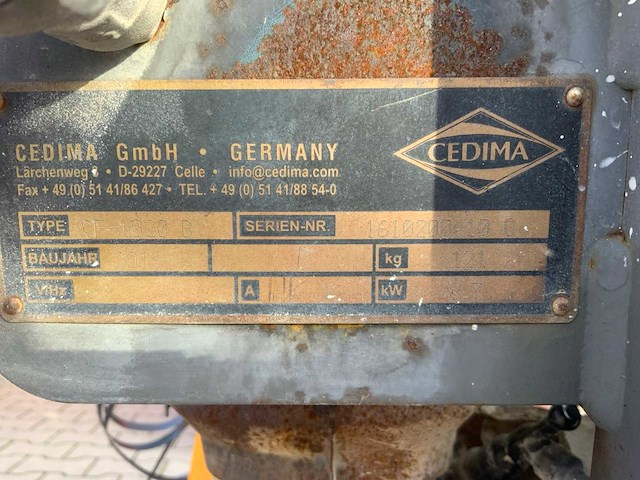 CEDIMA GmbH • GERMANY
CEDIMA
Lärchenweg • D-29227 Celle • info@cedima.com
Fax + 49 (0) 51 41/86 427 • TEL. + 49 (0) 51 41/88 54-0
TYPE SERIEN-NR.
BAUJAHR kg
V/Hz A kW